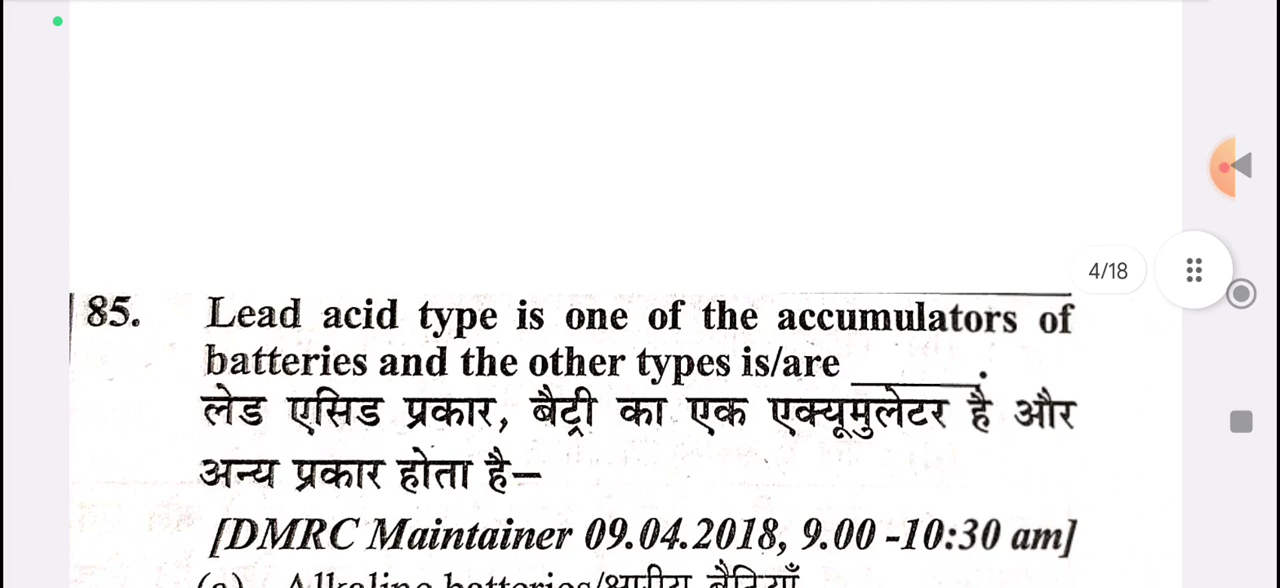 4/18
85. Lead acid type is one of the accumulators of
batteries and the other types is/are ______.
लेड एसिड प्रकार, बैट्री का एक एक्यूमुलेटर है और
अन्य प्रकार होता है–
[DMRC Maintainer 09.04.2018, 9.00 -10:30 am]
(a) Alkaline batteries/क्षारीय बैटियाँ